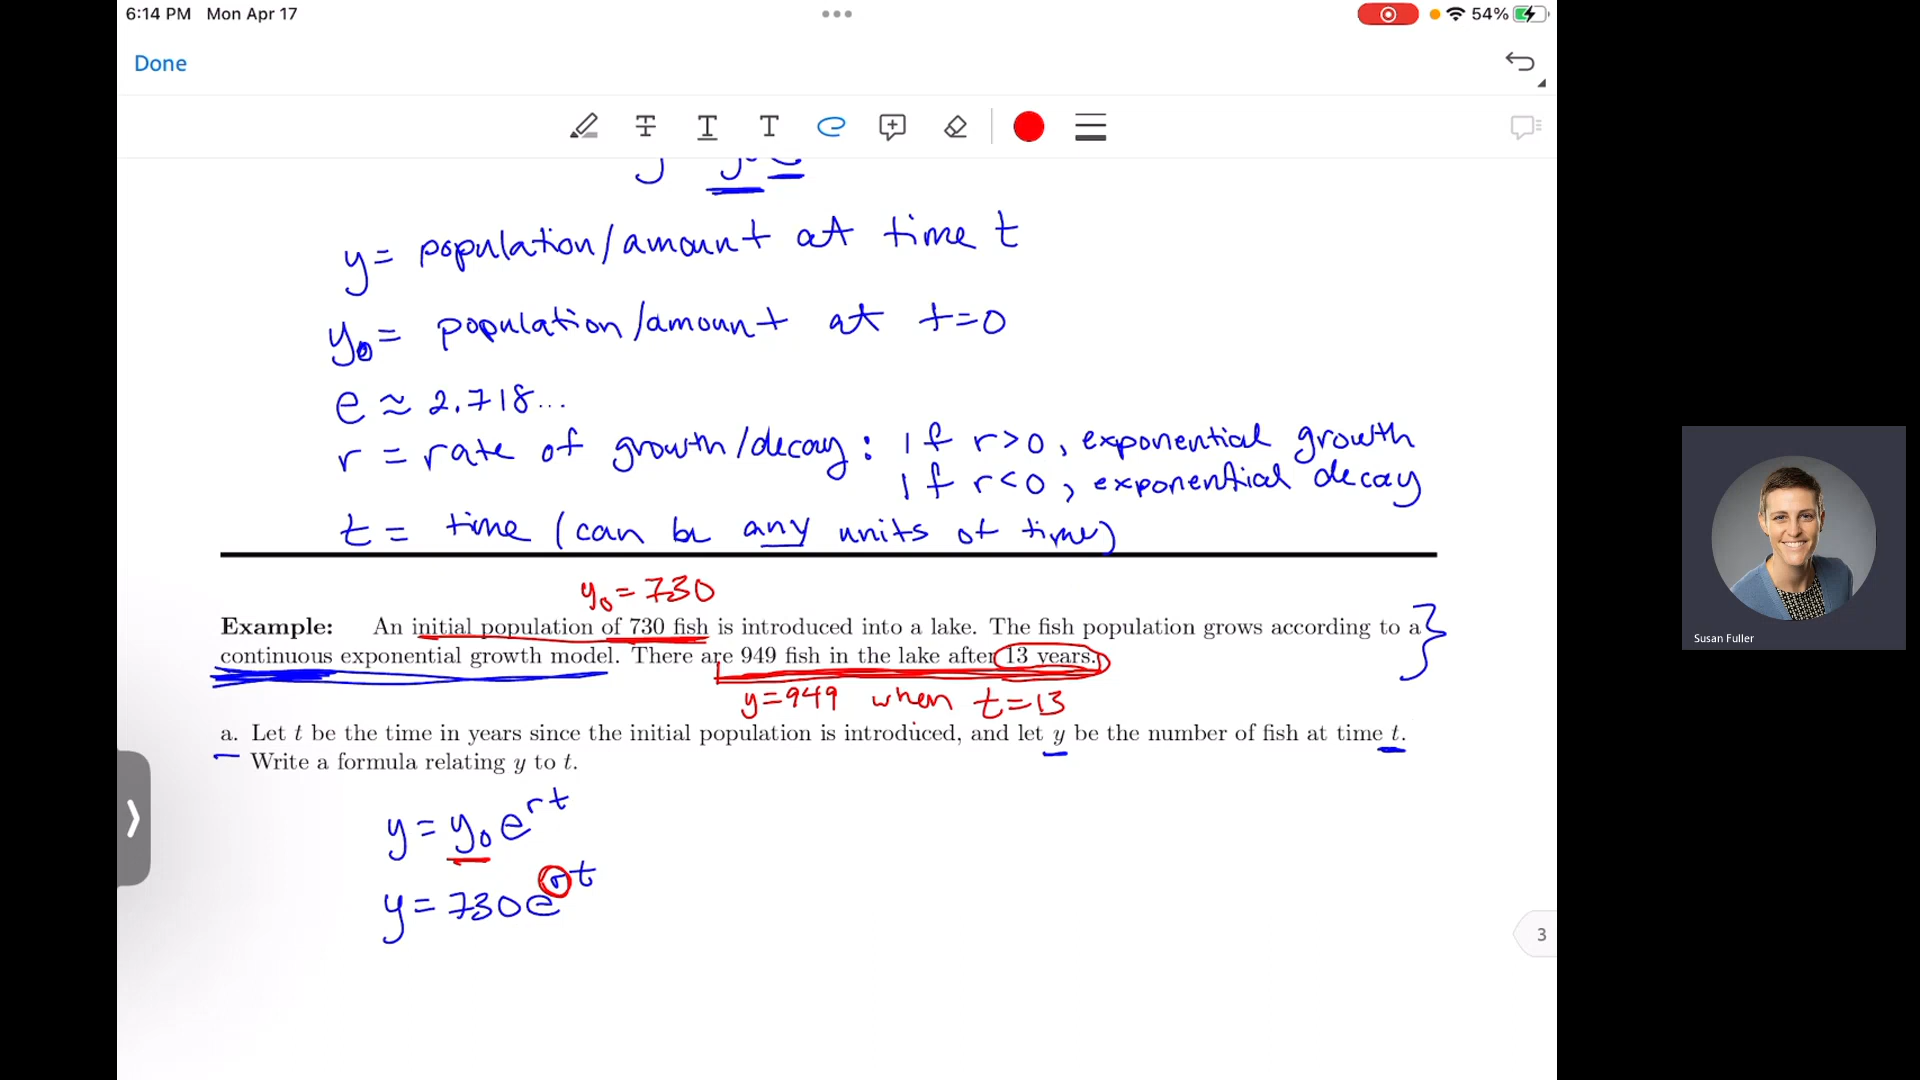 6:14 PM Mon Apr 17
54%
Done
y = population/amount at time t
y₀ = population/amount at t=0
e ≈ 2.718...
r = rate of growth/decay: if r>0, exponential growth
if r<0, exponential decay
t = time (can be any units of time)
y₀ = 730
Example: An initial population of 730 fish is introduced into a lake. The fish population grows according to a
continuous exponential growth model. There are 949 fish in the lake after 13 years.
y=949 when t=13
a. Let t be the time in years since the initial population is introduced, and let y be the number of fish at time t.
Write a formula relating y to t.
y = y₀e^rt
y = 730e^rt
3
Susan Fuller